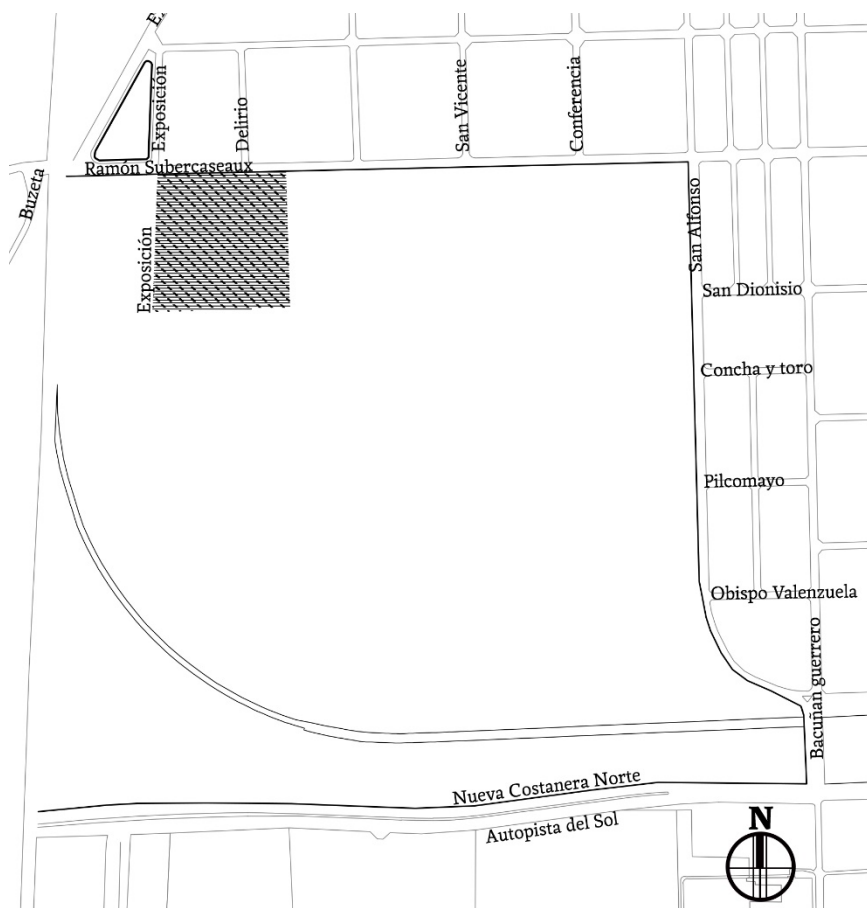 Exposición
Delirio
San Vicente
Conferencia
Ramón Subercaseaux
Buzeta
Exposición
San Alfonso
San Dionisio
Concha y toro
Pilcomayo
Obispo Valenzuela
Bacuñan guerrero
Nueva Costanera Norte
Autopista del Sol
N